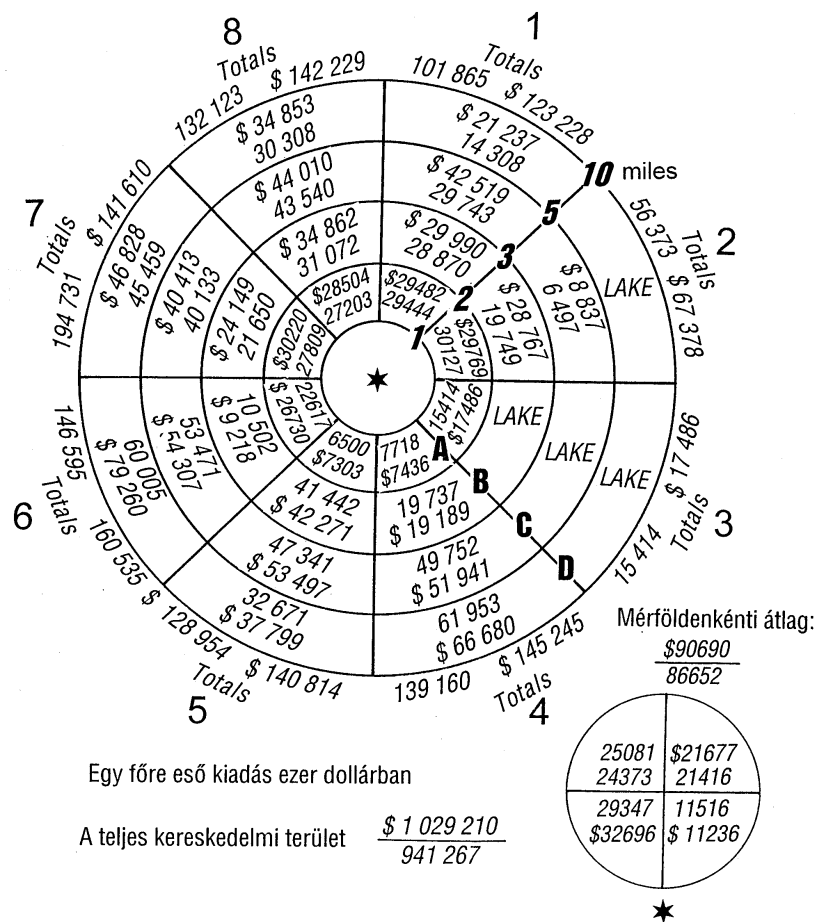 8
Totals
132 123 $ 142 229
$ 34 853
30 308
$ 44 010
43 540
$ 34 862
31 072
$28504
27203
1
Totals
101 865 $ 123 228
$ 21 237
14 308
$ 42 519
29 743
$ 29 990
28 870
$29482
29444
10 miles
5
3
2
1
2
Totals
56 373 $ 67 378
LAKE
$ 8 837
6 497
$ 28 767
19 749
$29769
30127
3
Totals
15 414 $ 17 486
15414
$17486
LAKE
LAKE
LAKE
A
B
C
D
4
Totals
139 160 $ 145 245
7718
$7436
19 737
$ 19 189
49 752
$ 51 941
61 953
$ 66 680
5
Totals
$ 128 954 $ 140 814
6500
$7303
41 442
$ 42 271
47 341
$ 53 497
32 671
$ 37 799
6
Totals
146 595 160 535
22617
$ 26730
10 502
$ 9 218
53 471
$ 54 307
60 005
$ 79 260
7
Totals
194 731 $ 141 610
$ 46 828
45 459
$ 40 413
40 133
$ 24 149
21 650
$30220
27809
Mérföldenkénti átlag:
$90690
86652
25081 $21677
24373 21416
29347 11516
$32696 $ 11236
Egy főre eső kiadás ezer dollárban
A teljes kereskedelmi terület $ 1 029 210
941 267